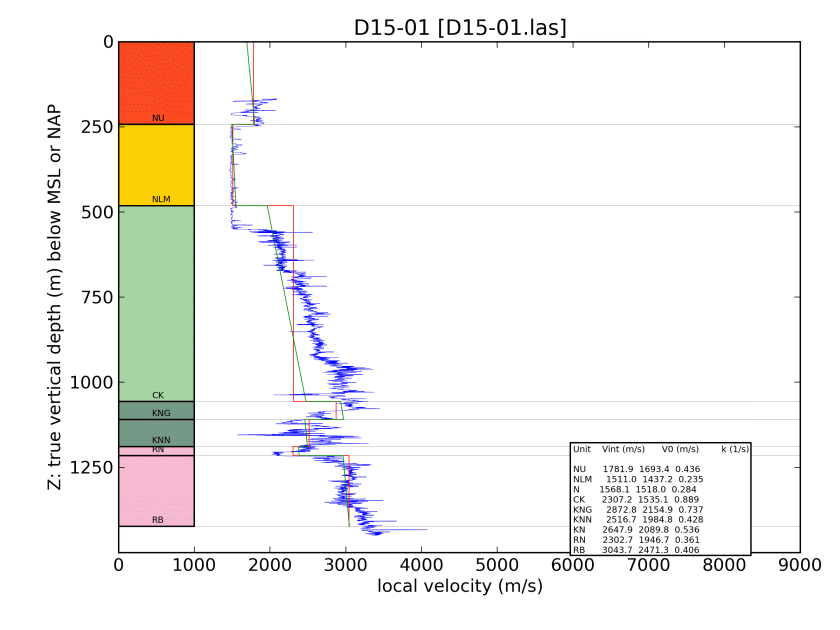 D15-01 [D15-01.las]
0
250
500
750
1000
1250
Z: true vertical depth (m) below MSL or NAP
NU
NLM
CK
KNG
KNN
RN
RB
Unit Vint (m/s) V0 (m/s) k (1/s)
NU 1781.9 1693.4 0.436
NLM 1511.0 1437.2 0.235
N 1568.1 1518.0 0.284
CK 2307.2 1535.1 0.889
KNG 2872.8 2154.9 0.737
KNN 2516.7 1984.8 0.428
KN 2647.9 2089.8 0.536
RN 2302.7 1946.7 0.361
RB 3043.7 2471.3 0.406
0 1000 2000 3000 4000 5000 6000 7000 8000 9000
local velocity (m/s)